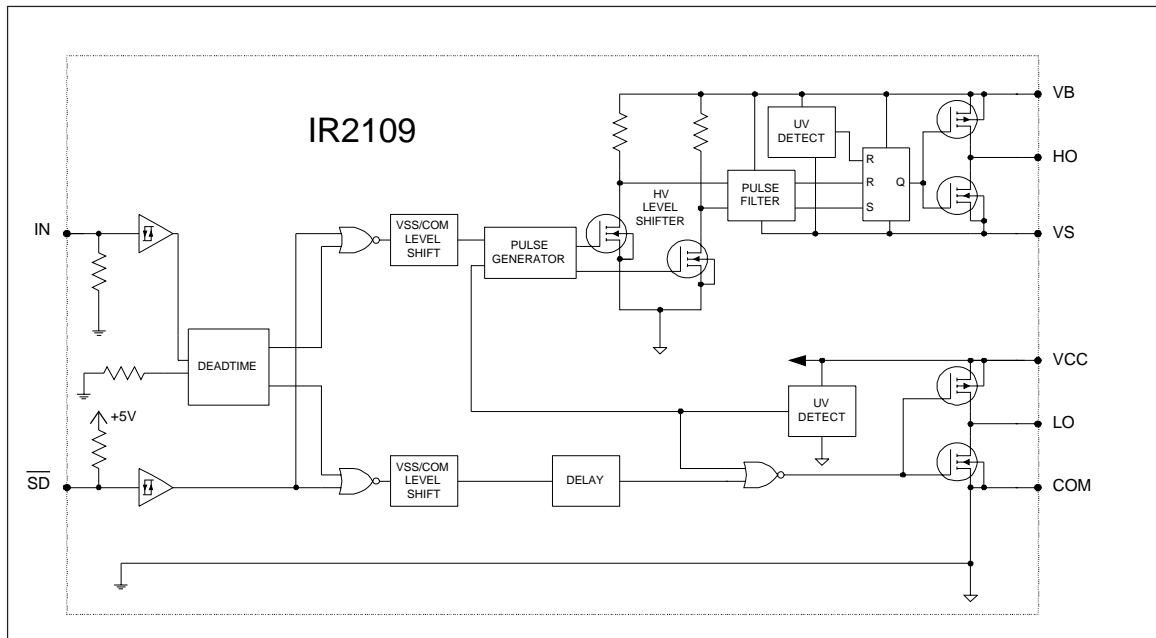 IR2109
VB
UV
DETECT
R
R
S
Q
HO
PULSE
FILTER
HV
LEVEL
SHIFTER
IN
VSS/COM
LEVEL
SHIFT
PULSE
GENERATOR
VS
DEADTIME
+5V
VCC
UV
DETECT
LO
SD
VSS/COM
LEVEL
SHIFT
DELAY
COM